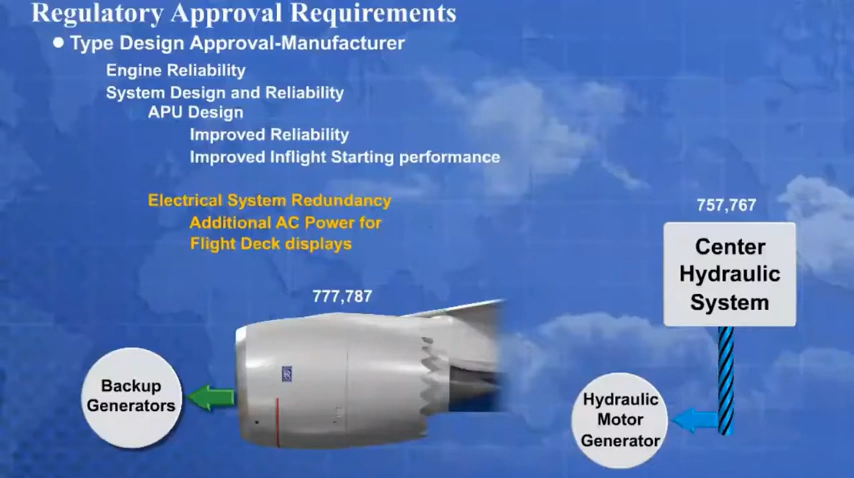 Regulatory Approval Requirements
Type Design Approval-Manufacturer
Engine Reliability
System Design and Reliability
APU Design
Improved Reliability
Improved Inflight Starting performance
Electrical System Redundancy
Additional AC Power for
Flight Deck displays
757,767
Center
Hydraulic
System
777,787
Backup
Generators
Hydraulic
Motor
Generator